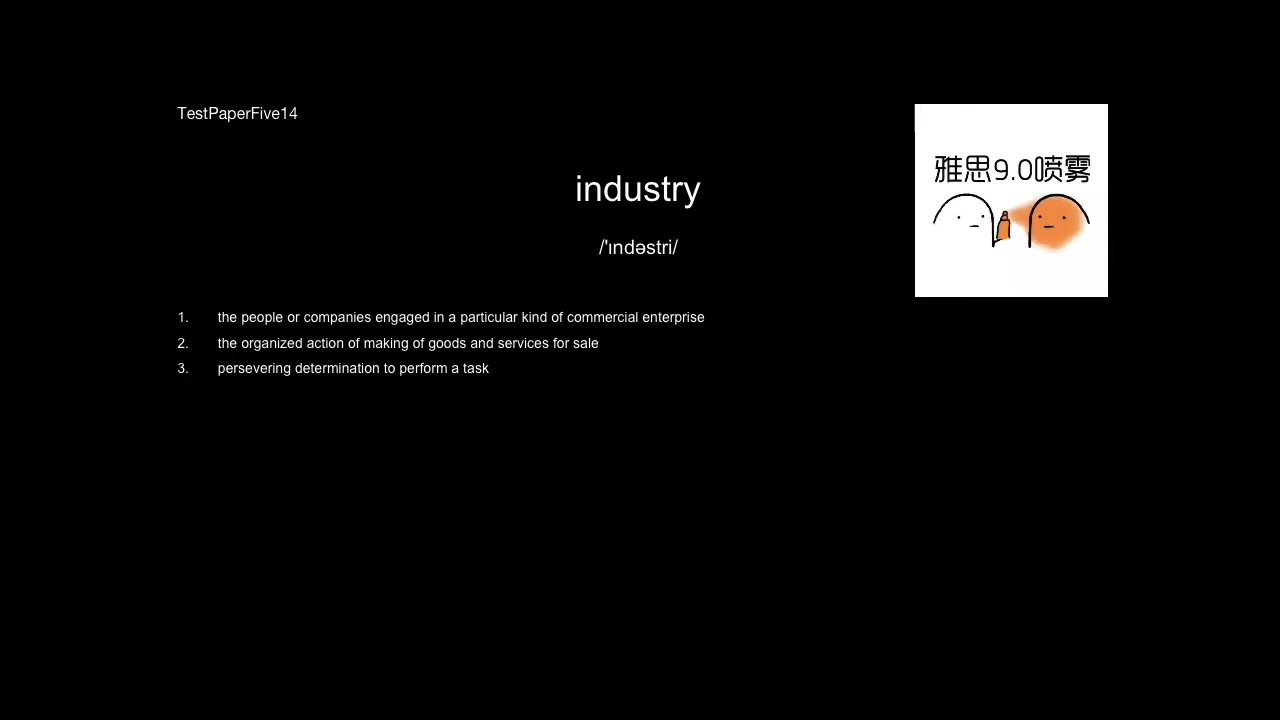 TestPaperFive14
雅思9.0喷雾
industry
/'ɪndəstri/
1. the people or companies engaged in a particular kind of commercial enterprise
2. the organized action of making of goods and services for sale
3. persevering determination to perform a task